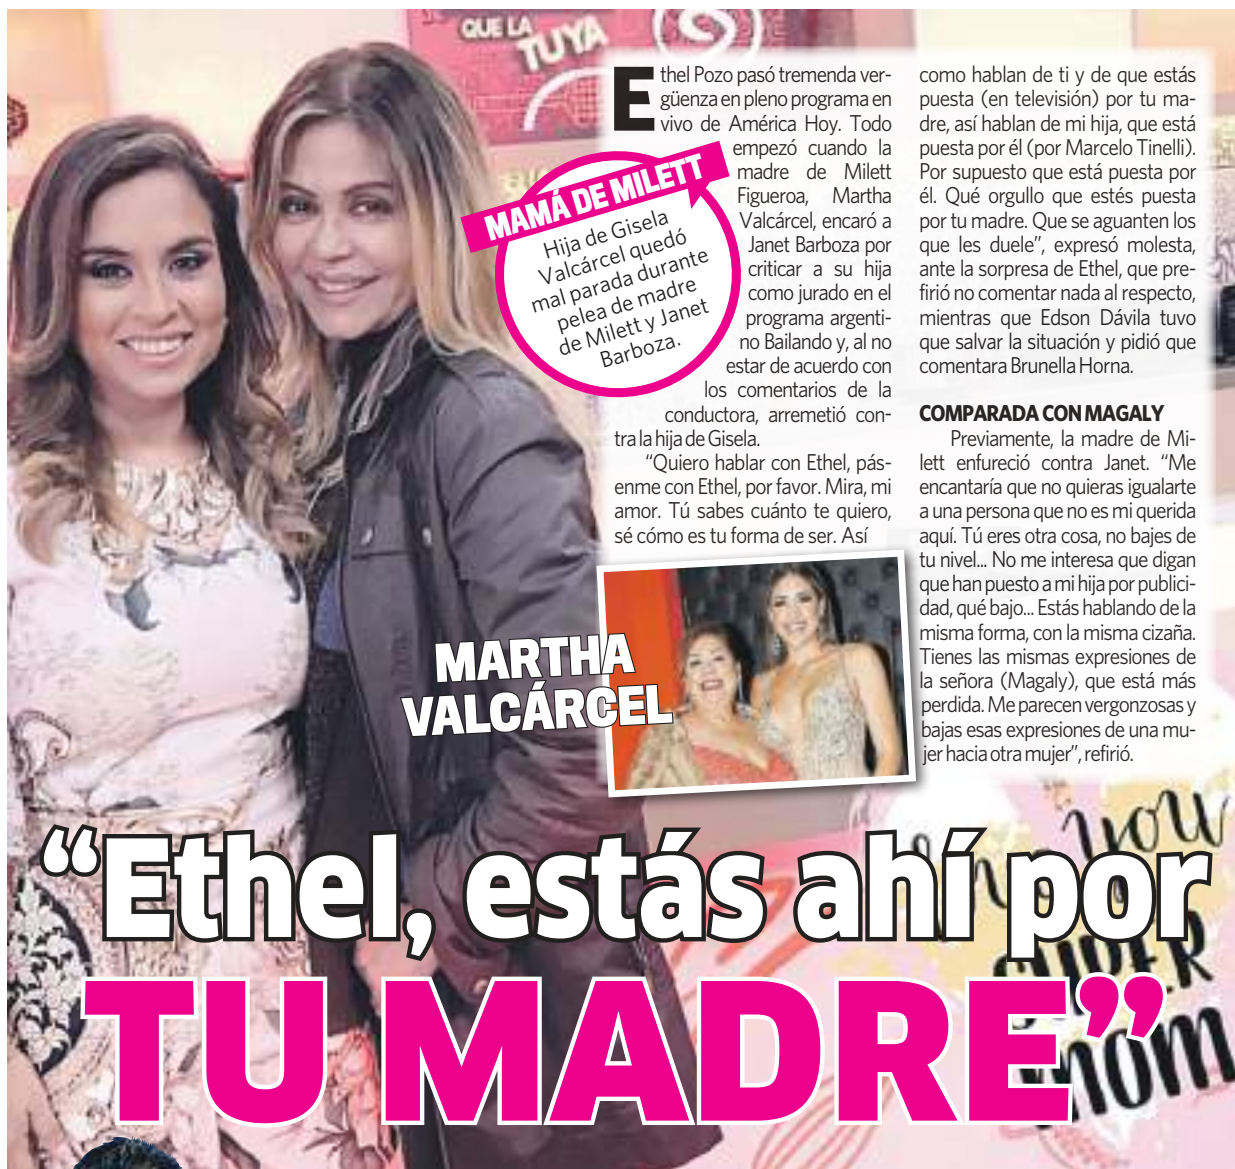 QUE LA
TUYA
Ethel Pozo pasó tremenda ver-
güenza en pleno programa en
vivo de América Hoy. Todo
empezó cuando la
madre de Milett
Figueroa, Martha
Valcárcel, encaró a
Janet Barboza por
criticar a su hija
como jurado en el
programa argenti-
no Bailando y, al no
estar de acuerdo con
los comentarios de la
conductora, arremetió con-
tra la hija de Gisela.
“Quiero hablar con Ethel, pás-
enme con Ethel, por favor. Mira, mi
amor. Tú sabes cuánto te quiero,
sé cómo es tu forma de ser. Así
como hablan de ti y de que estás
puesta (en televisión) por tu ma-
dre, así hablan de mi hija, que está
puesta por él (por Marcelo Tinelli).
Por supuesto que está puesta por
él. Qué orgullo que estés puesta
por tu madre. Que se aguanten los
que les duele”, expresó molesta,
ante la sorpresa de Ethel, que pre-
firió no comentar nada al respecto,
mientras que Edson Dávila tuvo
que salvar la situación y pidió que
comentara Brunella Horna.
COMPARADA CON MAGALY
Previamente, la madre de Mi-
lett enfureció contra Janet. “Me
encantaría que no quieras igualarte
a una persona que no es mi querida
aquí. Tú eres otra cosa, no bajes de
tu nivel... No me interesa que digan
que han puesto a mi hija por publici-
dad, qué bajo... Estás hablando de la
misma forma, con la misma cizaña.
Tienes las mismas expresiones de
la señora (Magaly), que está más
perdida. Me parecen vergonzosas y
bajas esas expresiones de una mu-
jer hacia otra mujer”, refirió.
MAMÁ DE MILETT
Hija de Gisela
Valcárcel quedó
mal parada durante
pelea de madre
de Milett y Janet
Barboza.
MARTHA
VALCÁRCEL
“Ethel, estás ahí por
TU MADRE”
you
SUPER
mom